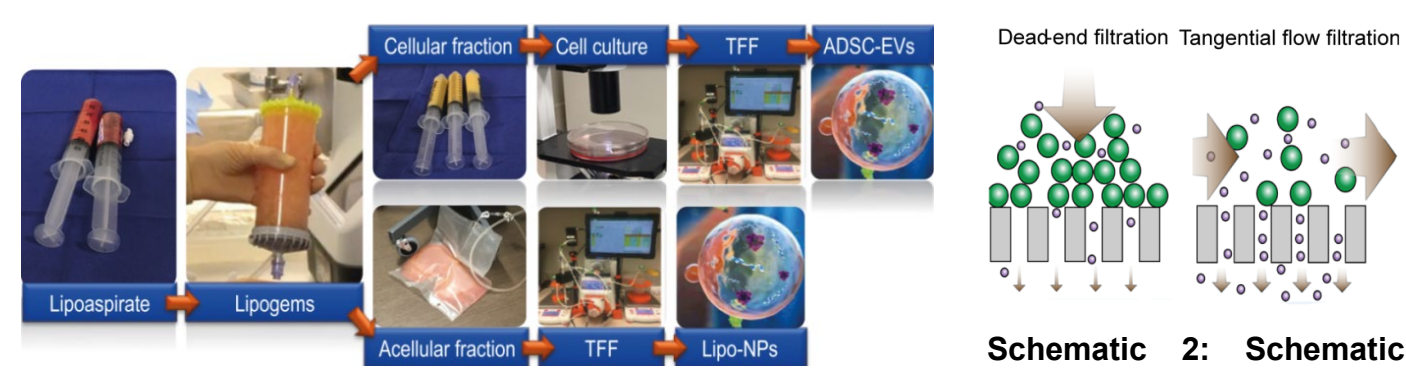 Cellular fraction
Cell culture
TFF
ADSC-EVs
Lipoaspirate
Lipogems
Acellular fraction
TFF
Lipo-NPs
Dead-end filtration
Tangential flow filtration
Schematic 2: Schematic